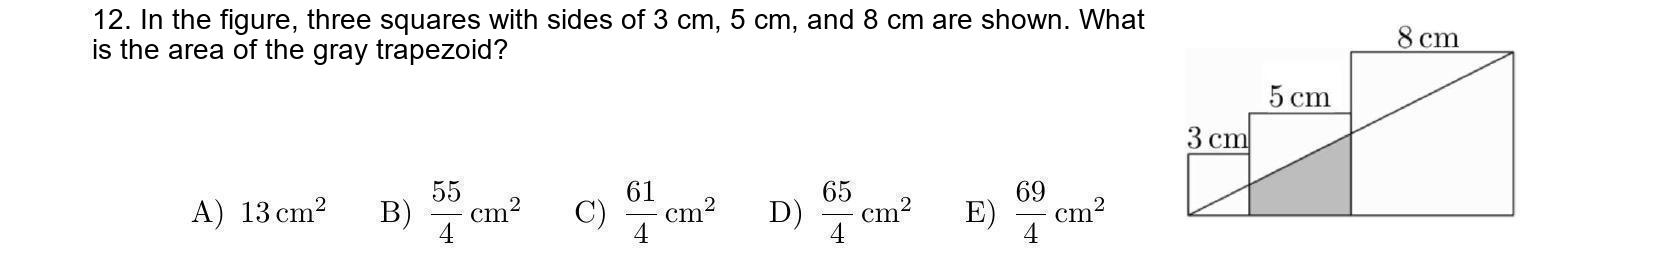 12. In the figure, three squares with sides of 3 cm, 5 cm, and 8 cm are shown. What
is the area of the gray trapezoid?
8 cm
5 cm
3 cm
A) 13 cm² B) 55/4 cm² C) 61/4 cm² D) 65/4 cm² E) 69/4 cm²